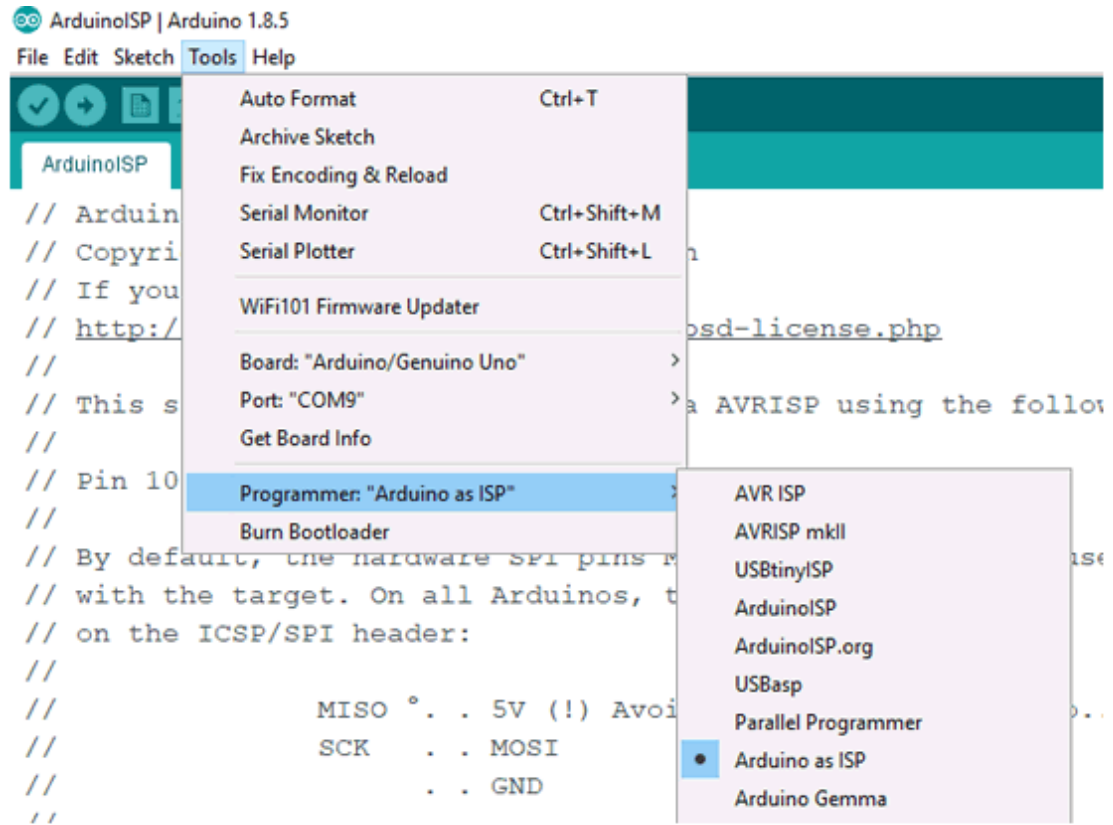 ArduinoISP | Arduino 1.8.5
File Edit Sketch Tools Help
Auto Format Ctrl+T
Archive Sketch
ArduinoISP
Fix Encoding & Reload
Serial Monitor Ctrl+Shift+M
Serial Plotter Ctrl+Shift+L
WiFi101 Firmware Updater
Board: "Arduino/Genuino Uno"
Port: "COM9"
Get Board Info
Programmer: "Arduino as ISP"
Burn Bootloader
AVR ISP
AVRISP mkII
USBtinyISP
ArduinoISP
ArduinoISP.org
USBasp
Parallel Programmer
Arduino as ISP
Arduino Gemma
// Arduin
// Copyri n
// If you
// http:/ bsd-license.php
//
// This s a AVRISP using the follow
//
// Pin 10
//
// By default, the hardware SPI pins M use
// with the target. On all Arduinos, t
// on the ICSP/SPI header:
//
// MISO °. . 5V (!) Avoi
// SCK . . MOSI
// . . GND
//